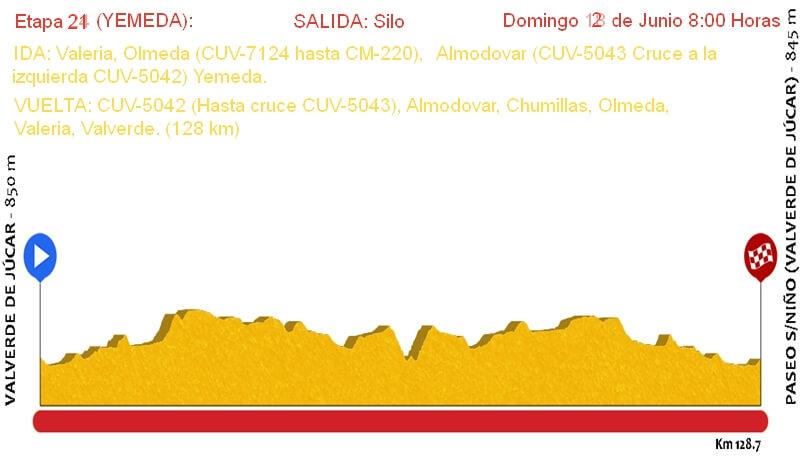 Etapa (YEMEDA): SALIDA: Silo Domingo de Junio 8:00 Horas
IDA: Valeria, Olmeda (CUV-7124 hasta CM-220), Almodovar (CUV-5043 Cruce a la
izquierda CUV-5042) Yemeda.
VUELTA: CUV-5042 (Hasta cruce CUV-5043), Almodovar, Chumillas, Olmeda,
Valeria, Valverde. (128 km)
VALVERDE DE JÚCAR - 850 m
PASEO S/NIÑO (VALVERDE DE JÚCAR) - 845 m
Km 128.7